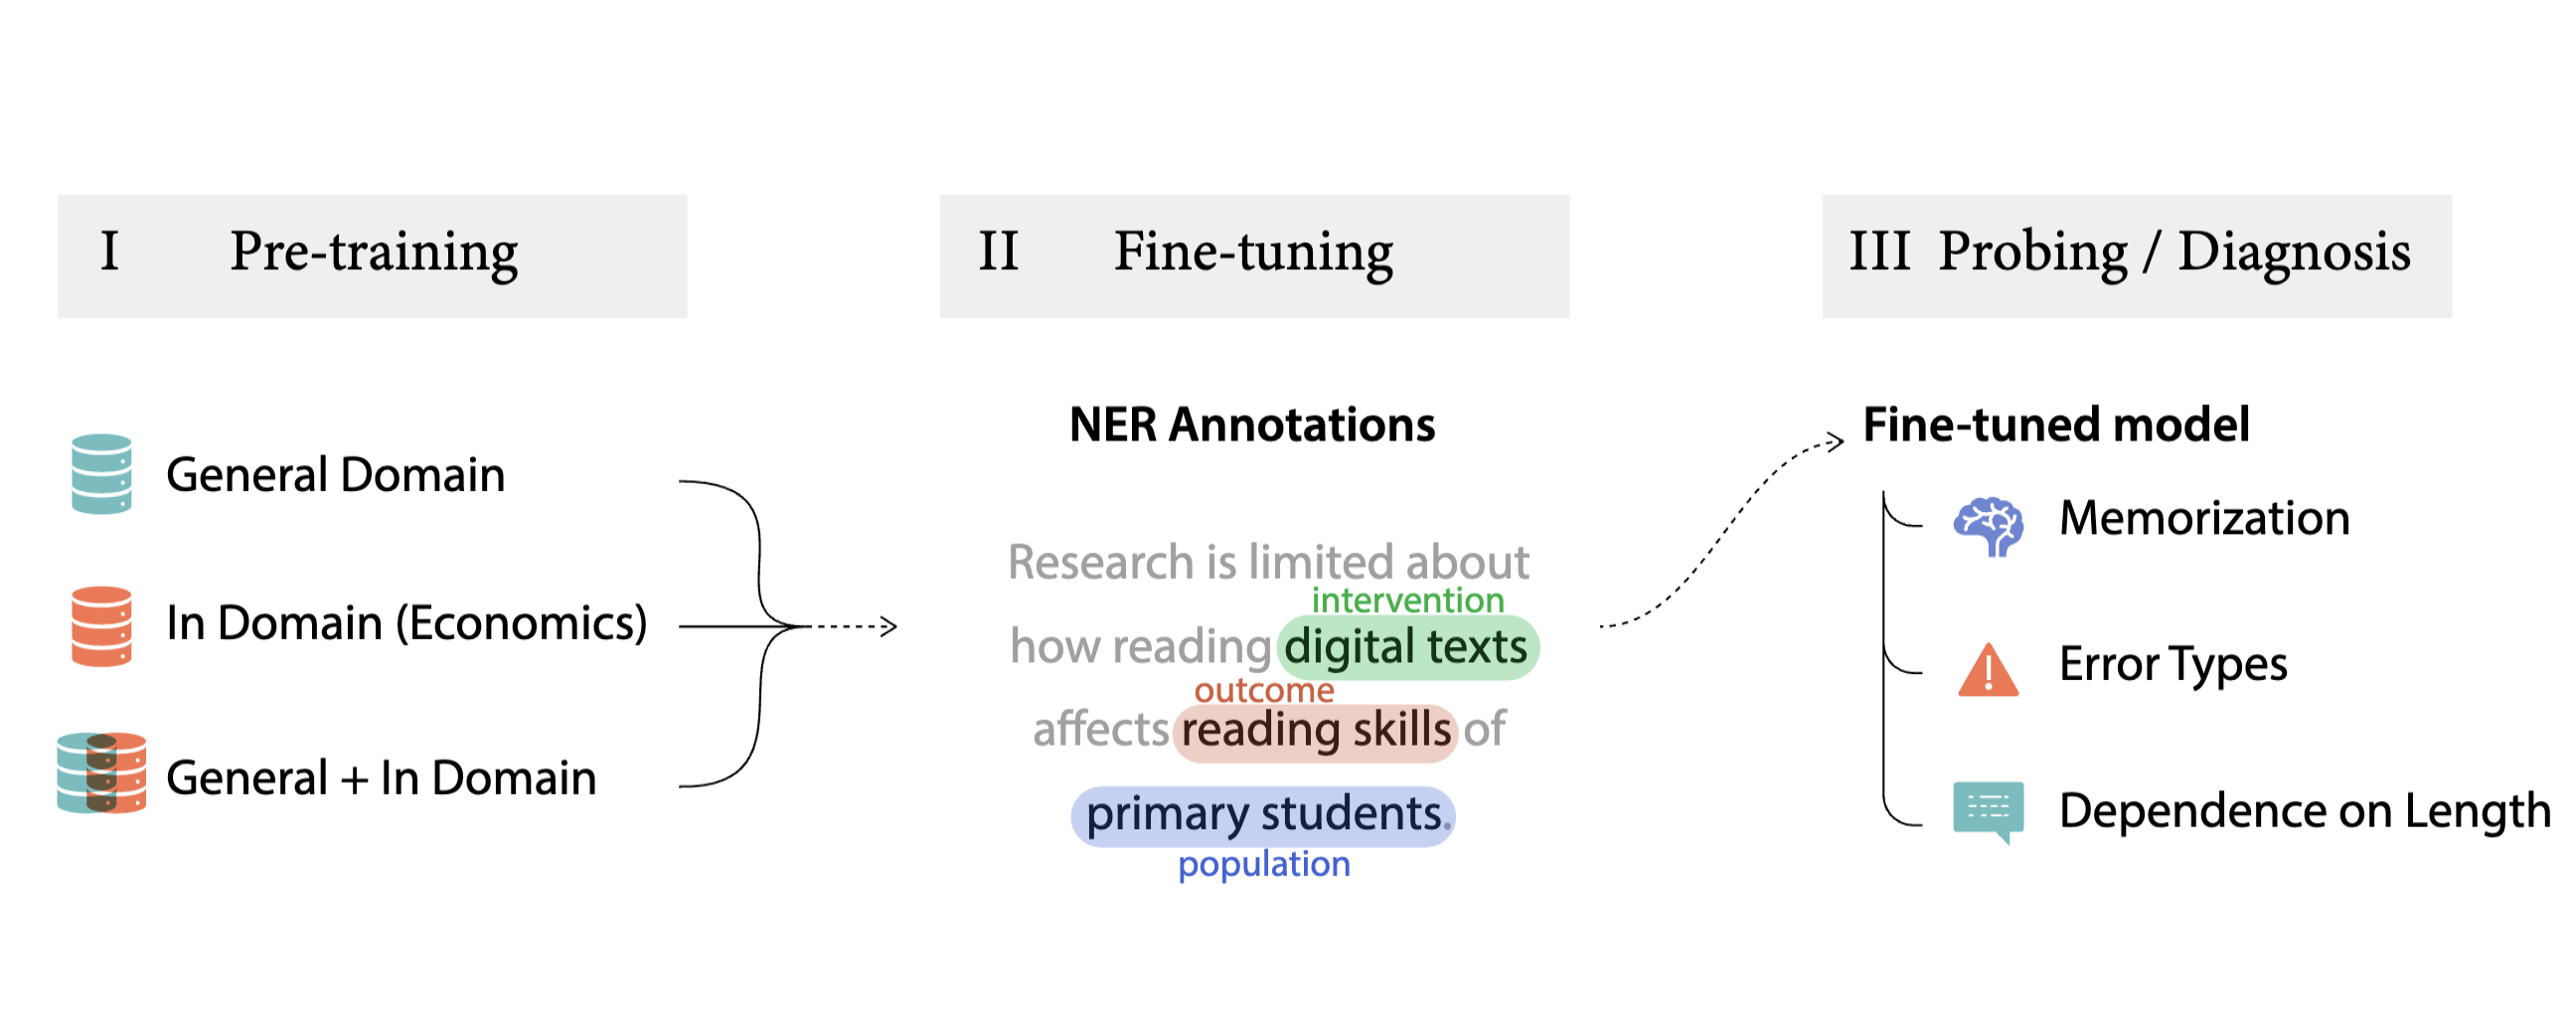 I Pre-training
General Domain
In Domain (Economics)
General + In Domain
II Fine-tuning
NER Annotations
Research is limited about
intervention
how reading digital texts
outcome
affects reading skills of
primary students.
population
III Probing / Diagnosis
Fine-tuned model
Memorization
Error Types
Dependence on Length